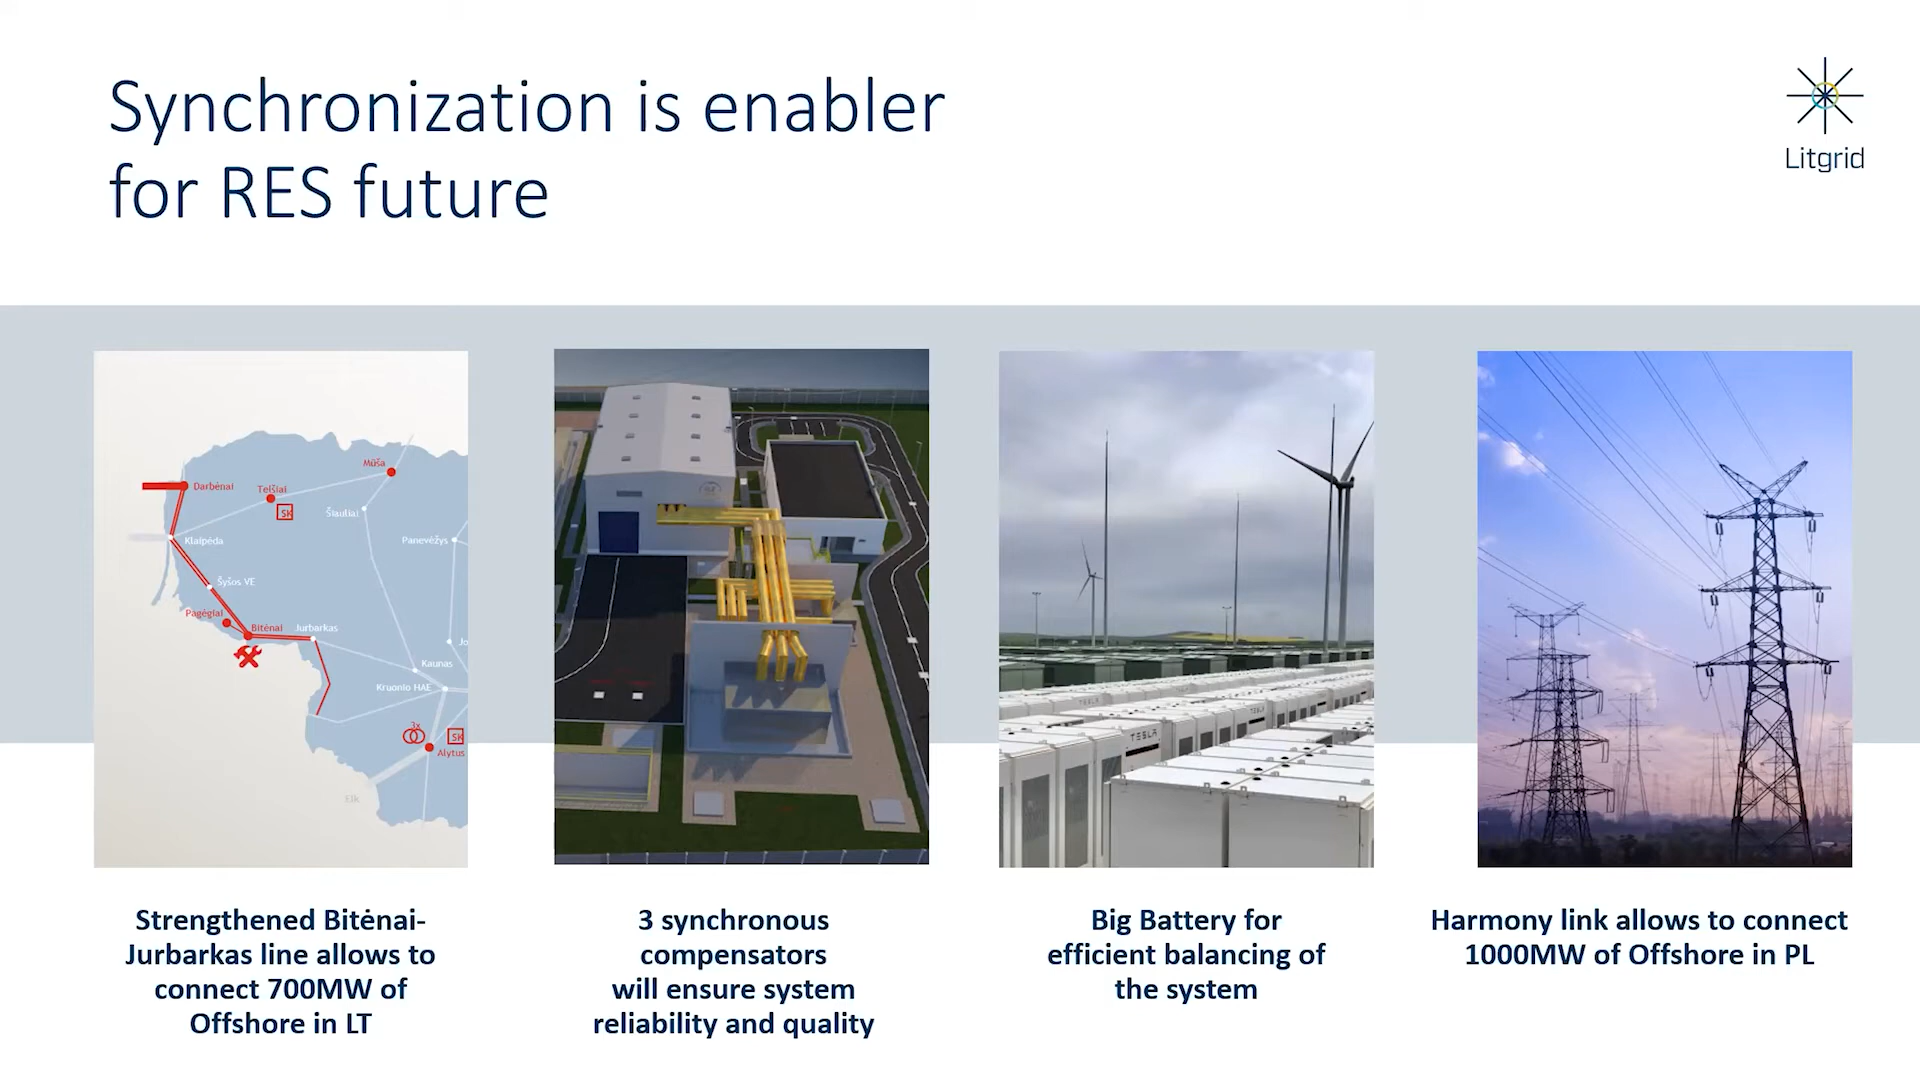 Synchronization is enabler
for RES future
Litgrid
Mūša
Darbėnai
Telšiai
SK
Šiauliai
Klaipėda
Panevėžys
Šyšos VE
Pagėgiai
Bitėnai
Jurbarkas
Jo
Kaunas
Kruonio HAE
SK
Alytus
TESLA
TESLA
Strengthened Bitėnai-
Jurbarkas line allows to
connect 700MW of
Offshore in LT
3 synchronous
compensators
will ensure system
reliability and quality
Big Battery for
efficient balancing of
the system
Harmony link allows to connect
1000MW of Offshore in PL